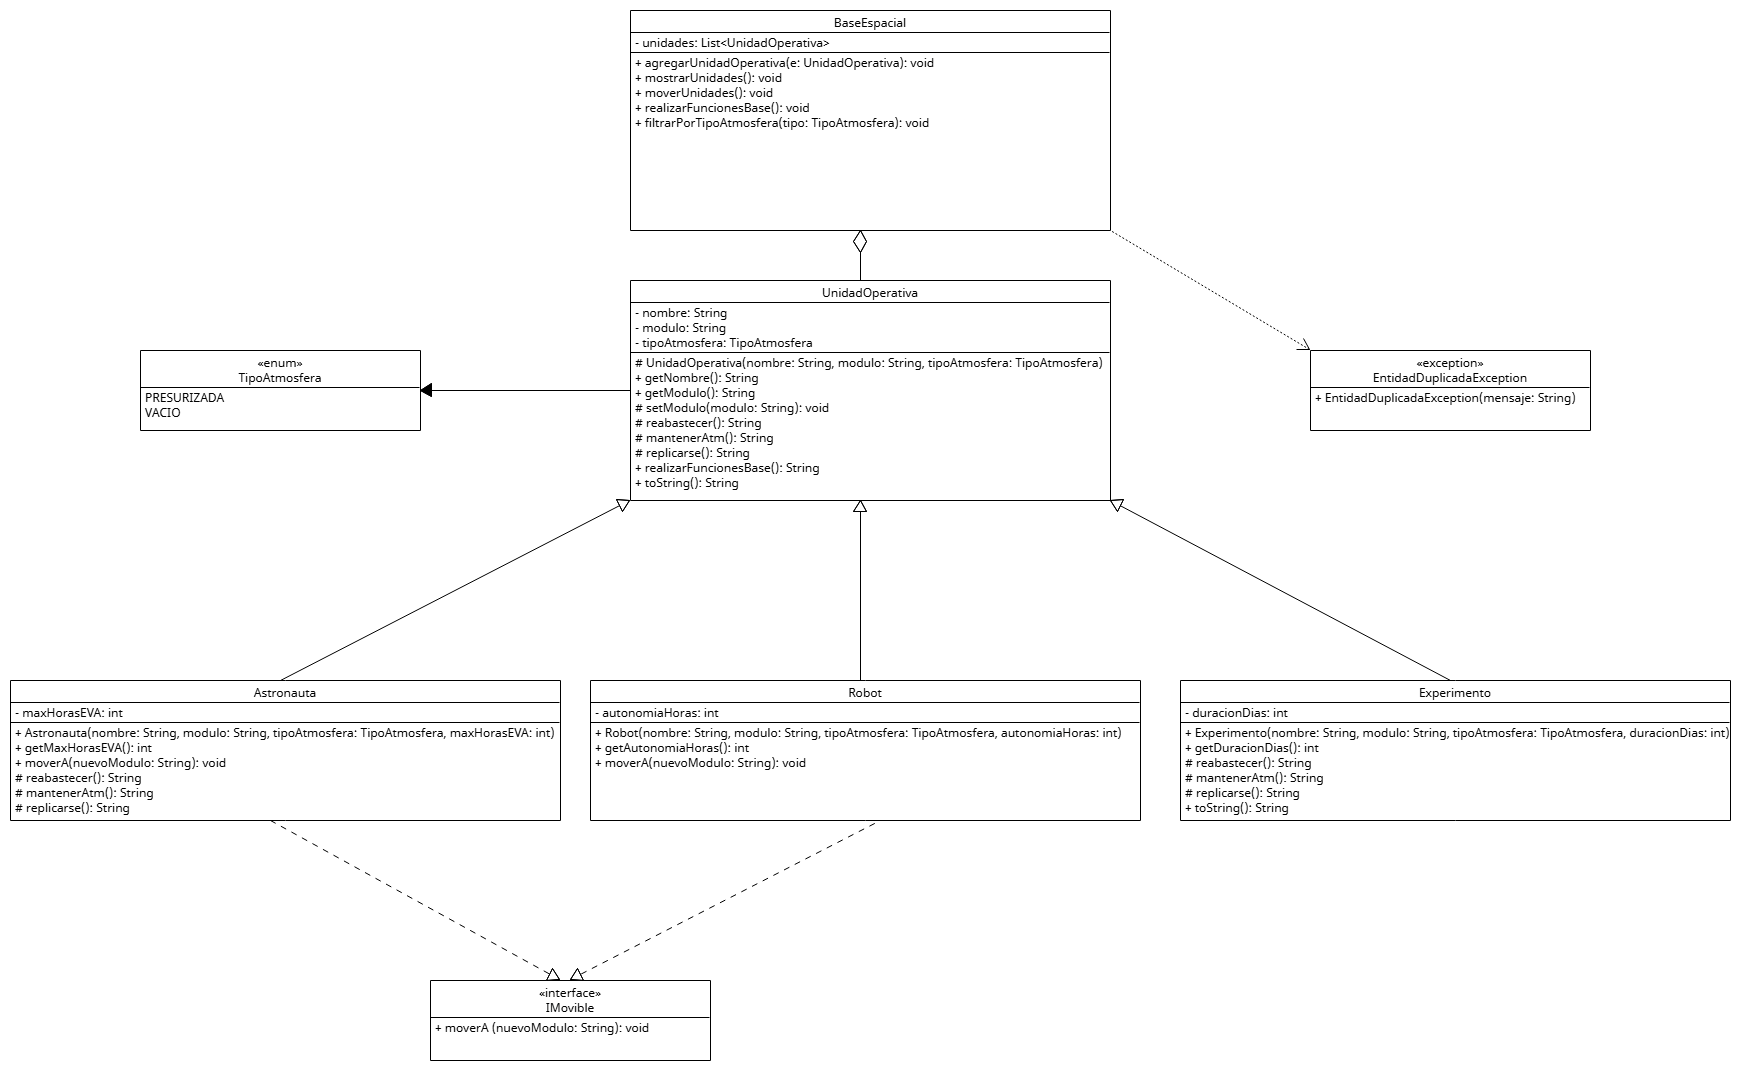 BaseEspacial
- unidades: List<UnidadOperativa>
+ agregarUnidadOperativa(e: UnidadOperativa): void
+ mostrarUnidades(): void
+ moverUnidades(): void
+ realizarFuncionesBase(): void
+ filtrarPorTipoAtmosfera(tipo: TipoAtmosfera): void
UnidadOperativa
- nombre: String
- modulo: String
- tipoAtmosfera: TipoAtmosfera
# UnidadOperativa(nombre: String, modulo: String, tipoAtmosfera: TipoAtmosfera)
+ getNombre(): String
+ getModulo(): String
# setModulo(modulo: String): void
# reabastecer(): String
# mantenerAtm(): String
# replicarse(): String
+ realizarFuncionesBase(): String
+ toString(): String
«enum»
TipoAtmosfera
PRESURIZADA
VACIO
«exception»
EntidadDuplicadaException
+ EntidadDuplicadaException(mensaje: String)
Astronauta
- maxHorasEVA: int
+ Astronauta(nombre: String, modulo: String, tipoAtmosfera: TipoAtmosfera, maxHorasEVA: int)
+ getMaxHorasEVA(): int
+ moverA(nuevoModulo: String): void
# reabastecer(): String
# mantenerAtm(): String
# replicarse(): String
Robot
- autonomiaHoras: int
+ Robot(nombre: String, modulo: String, tipoAtmosfera: TipoAtmosfera, autonomiaHoras: int)
+ getAutonomiaHoras(): int
+ moverA(nuevoModulo: String): void
Experimento
- duracionDias: int
+ Experimento(nombre: String, modulo: String, tipoAtmosfera: TipoAtmosfera, duracionDias: int)
+ getDuracionDias(): int
# reabastecer(): String
# mantenerAtm(): String
# replicarse(): String
+ toString(): String
«interface»
IMovible
+ moverA (nuevoModulo: String): void